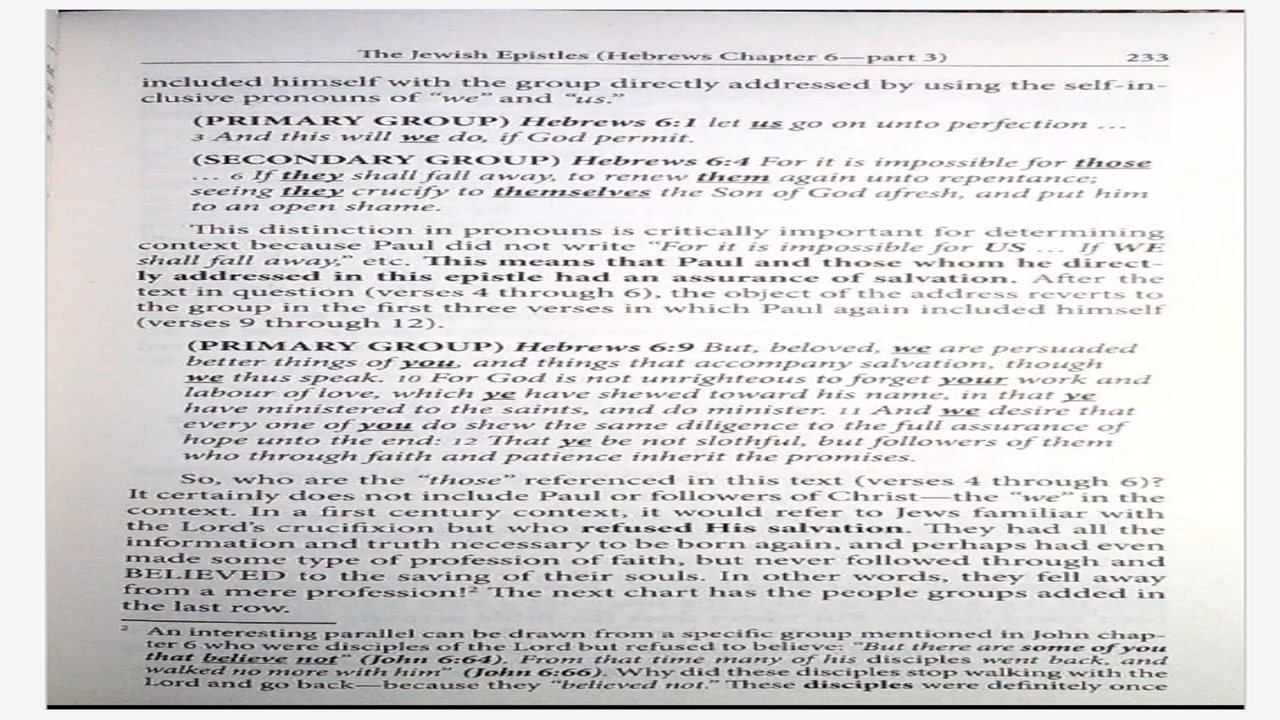 The Jewish Epistles (Hebrews Chapter 6—part 3) 233
included himself with the group directly addressed by using the self-in-
clusive pronouns of “we” and “us.”
(PRIMARY GROUP) Hebrews 6:1 let us go on unto perfection …
3 And this will we do, if God permit.
(SECONDARY GROUP) Hebrews 6:4 For it is impossible for those
… 6 If they shall fall away, to renew them again unto repentance;
seeing they crucify to themselves the Son of God afresh, and put him
to an open shame.
This distinction in pronouns is critically important for determining
context because Paul did not write “For it is impossible for US … If WE
shall fall away,” etc. This means that Paul and those whom he direct-
ly addressed in this epistle had an assurance of salvation. After the
text in question (verses 4 through 6), the object of the address reverts to
the group in the first three verses in which Paul again included himself
(verses 9 through 12).
(PRIMARY GROUP) Hebrews 6:9 But, beloved, we are persuaded
better things of you, and things that accompany salvation, though
we thus speak. 10 For God is not unrighteous to forget your work and
labour of love, which ye have shewed toward his name, in that ye
have ministered to the saints, and do minister. 11 And we desire that
every one of you do shew the same diligence to the full assurance of
hope unto the end: 12 That ye be not slothful, but followers of them
who through faith and patience inherit the promises.
So, who are the “those” referenced in this text (verses 4 through 6)?
It certainly does not include Paul or followers of Christ—the “we” in the
context. In a first century context, it would refer to Jews familiar with
the Lord’s crucifixion but who refused His salvation. They had all the
information and truth necessary to be born again, and perhaps had even
made some type of profession of faith, but never followed through and
BELIEVED to the saving of their souls. In other words, they fell away
from a mere profession!² The next chart has the people groups added in
the last row.
² An interesting parallel can be drawn from a specific group mentioned in John chap-
ter 6 who were disciples of the Lord but refused to believe: “But there are some of you
that believe not” (John 6:64). From that time many of his disciples went back, and
walked no more with him” (John 6:66). Why did these disciples stop walking with the
Lord and go back—because they “believed not.” These disciples were definitely once